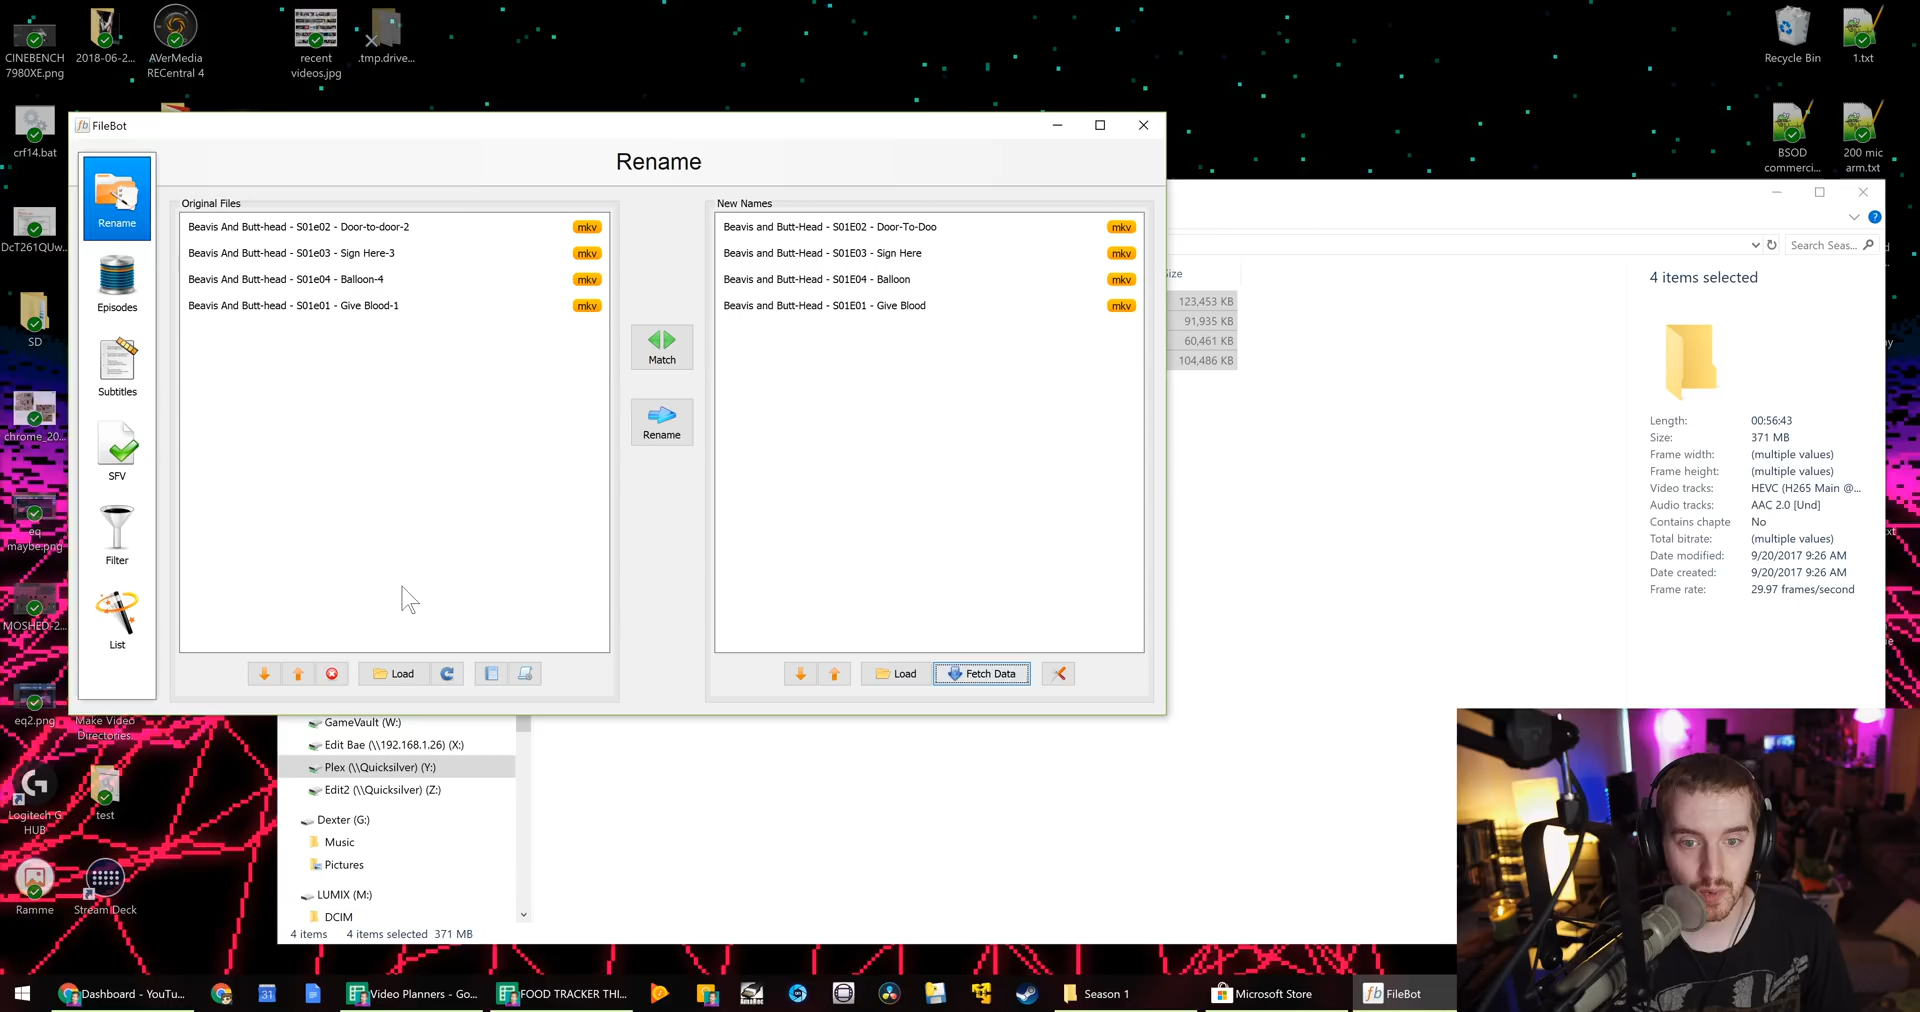 CINEBENCH
7980XE.png
2018-06-2...
AVerMedia
RECentral 4
recent
videos.jpg
.tmp.drive...
Recycle Bin
1.txt
crf14.bat
BSOD
commerci...
200 mic
arm.txt
DcT261QUw...
SD
chrome_20...
eq
maybe.png
MOSHED-2...
eq2.png
Make Video
Directories.
Logitech G
HUB
test
Ramme
Stream Deck
fb FileBot
Rename
Rename
Episodes
Subtitles
SFV
Filter
List
Original Files
Beavis And Butt-head - S01e02 - Door-to-door-2 mkv
Beavis And Butt-head - S01e03 - Sign Here-3 mkv
Beavis And Butt-head - S01e04 - Balloon-4 mkv
Beavis And Butt-head - S01e01 - Give Blood-1 mkv
Load
Match
Rename
New Names
Beavis and Butt-Head - S01E02 - Door-To-Doo mkv
Beavis and Butt-Head - S01E03 - Sign Here mkv
Beavis and Butt-Head - S01E04 - Balloon mkv
Beavis and Butt-Head - S01E01 - Give Blood mkv
Load
Fetch Data
Search Seas...
Size
123,453 KB
91,935 KB
60,461 KB
104,486 KB
4 items selected
Length: 00:56:43
Size: 371 MB
Frame width: (multiple values)
Frame height: (multiple values)
Video tracks: HEVC (H265 Main @...
Audio tracks: AAC 2.0 [Und]
Contains chapte No
Total bitrate: (multiple values)
Date modified: 9/20/2017 9:26 AM
Date created: 9/20/2017 9:26 AM
Frame rate: 29.97 frames/second
GameVault (W:)
Edit Bae (\\192.168.1.26) (X:)
Plex (\\Quicksilver) (Y:)
Edit2 (\\Quicksilver) (Z:)
Dexter (G:)
Music
Pictures
LUMIX (M:)
DCIM
4 items 4 items selected 371 MB
Dashboard - YouTu...
31
Video Planners - Go...
FOOD TRACKER THI...
Season 1
Microsoft Store
fb FileBot